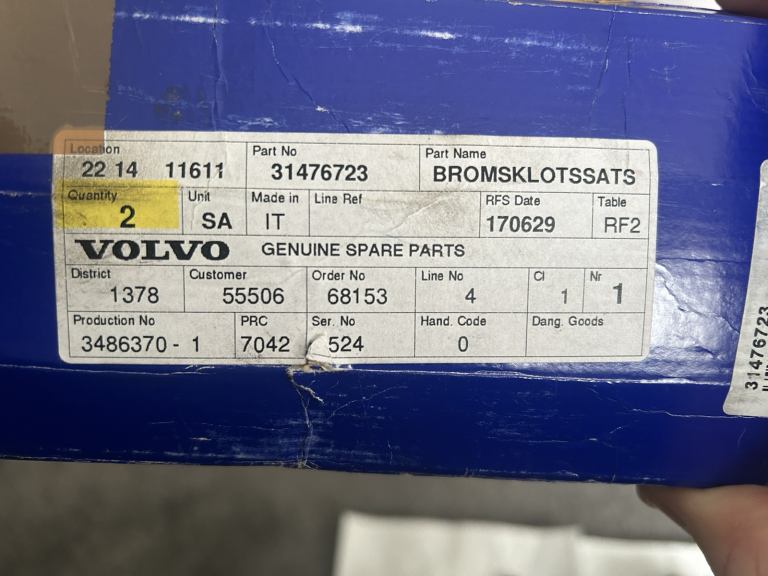 Location Part No Part Name
22 14 11611 31476723 BROMSKLOTSSATS
Quantity Unit Made in Line Ref RFS Date Table
2 SA IT 170629 RF2
VOLVO GENUINE SPARE PARTS
District Customer Order No Line No Cl Nr
1378 55506 68153 4 1 1
Production No PRC Ser. No Hand. Code Dang. Goods
3486370 - 1 7042 524 0
31476723